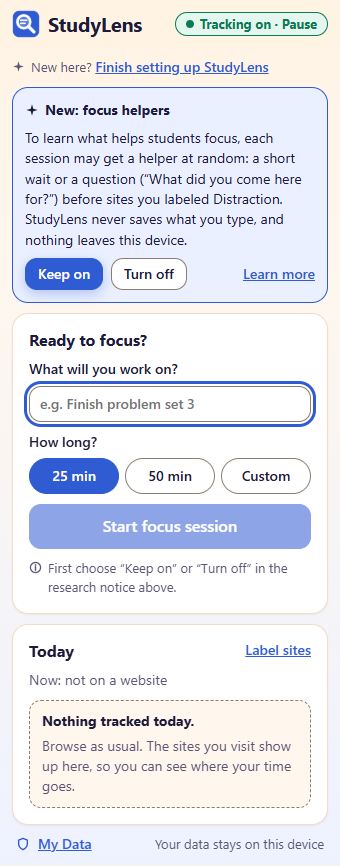 StudyLens
Tracking on · Pause
New here? Finish setting up StudyLens
New: focus helpers
To learn what helps students focus, each
session may get a helper at random: a short
wait or a question (“What did you come here
for?”) before sites you labeled Distraction.
StudyLens never saves what you type, and
nothing leaves this device.
Keep on
Turn off
Learn more
Ready to focus?
What will you work on?
e.g. Finish problem set 3
How long?
25 min
50 min
Custom
Start focus session
First choose “Keep on” or “Turn off” in the
research notice above.
Today
Label sites
Now: not on a website
Nothing tracked today.
Browse as usual. The sites you visit show
up here, so you can see where your time
goes.
My Data
Your data stays on this device